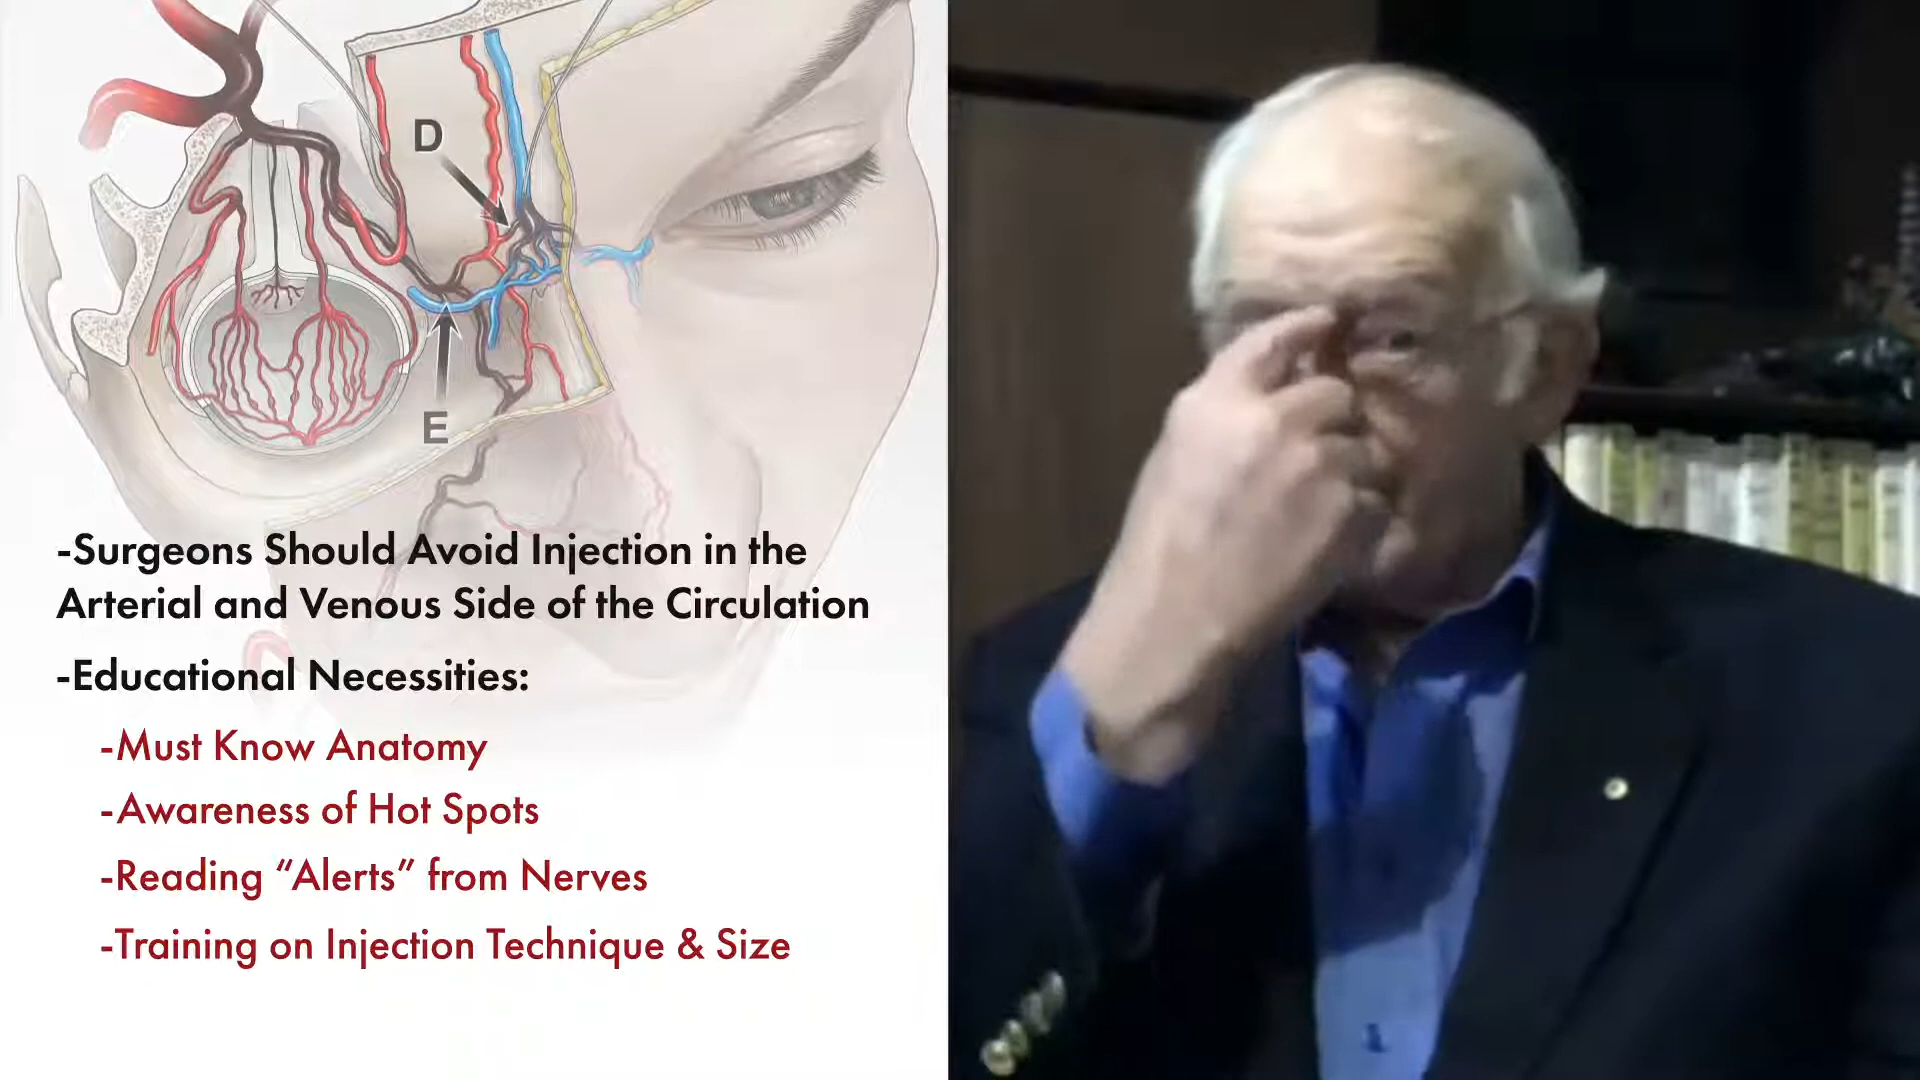 D
E
-Surgeons Should Avoid Injection in the
Arterial and Venous Side of the Circulation
-Educational Necessities:
-Must Know Anatomy
-Awareness of Hot Spots
-Reading “Alerts” from Nerves
-Training on Injection Technique & Size